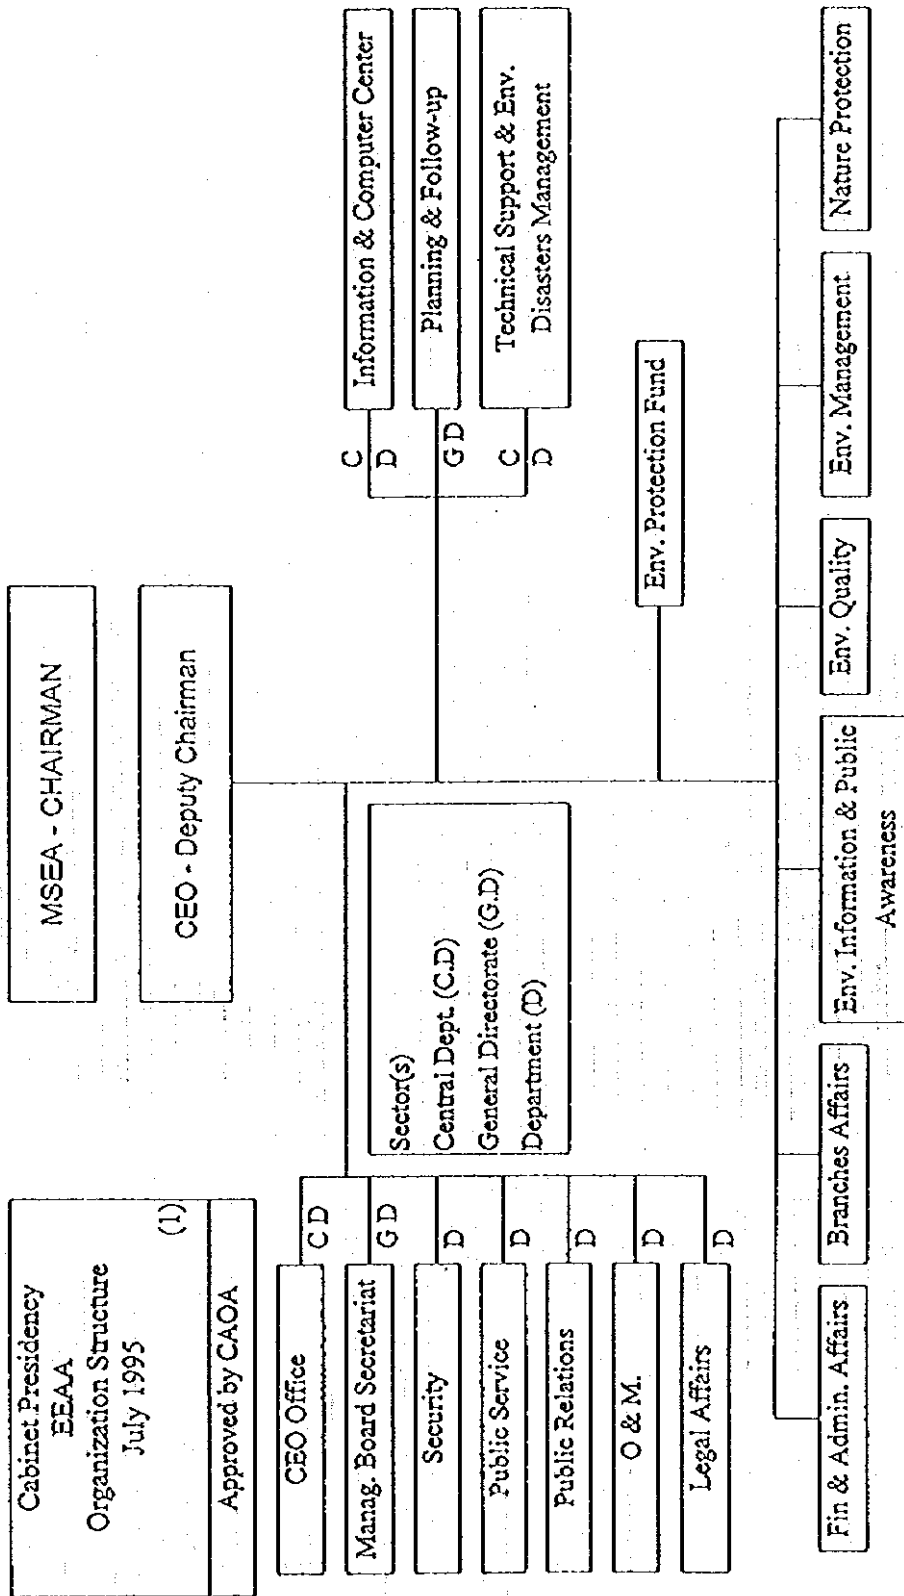 Cabinet Presidency
EEAA
Organization Structure
July 1995
(1)
Approved by CAOA
MSEA - CHAIRMAN
CEO - Deputy Chairman
CEO Office
C D
Manag. Board Secretariat
G D
Security
D
Public Service
D
Public Relations
D
O & M.
D
Legal Affairs
D
Sector(s)
Central Dept. (C.D)
General Directorate (G.D)
Department (D)
C
D
Information & Computer Center
G D
Planning & Follow-up
C
D
Technical Support & Env.
Disasters Management
Env. Protection Fund
Fin & Admin. Affairs
Branches Affairs
Env. Information & Public
Awareness
Env. Quality
Env. Management
Nature Protection